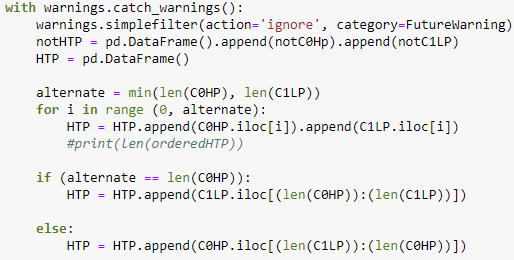 with warnings.catch_warnings():
    warnings.simplefilter(action='ignore', category=FutureWarning)
    notHTP = pd.DataFrame().append(notC0Hp).append(notC1LP)
    HTP = pd.DataFrame()

    alternate = min(len(C0HP), len(C1LP))
    for i in range (0, alternate):
        HTP = HTP.append(C0HP.iloc[i]).append(C1LP.iloc[i])
        #print(len(orderedHTP))

    if (alternate == len(C0HP)):
        HTP = HTP.append(C1LP.iloc[(len(C0HP)):(len(C1LP))])

    else:
        HTP = HTP.append(C0HP.iloc[(len(C1LP)):(len(C0HP))])